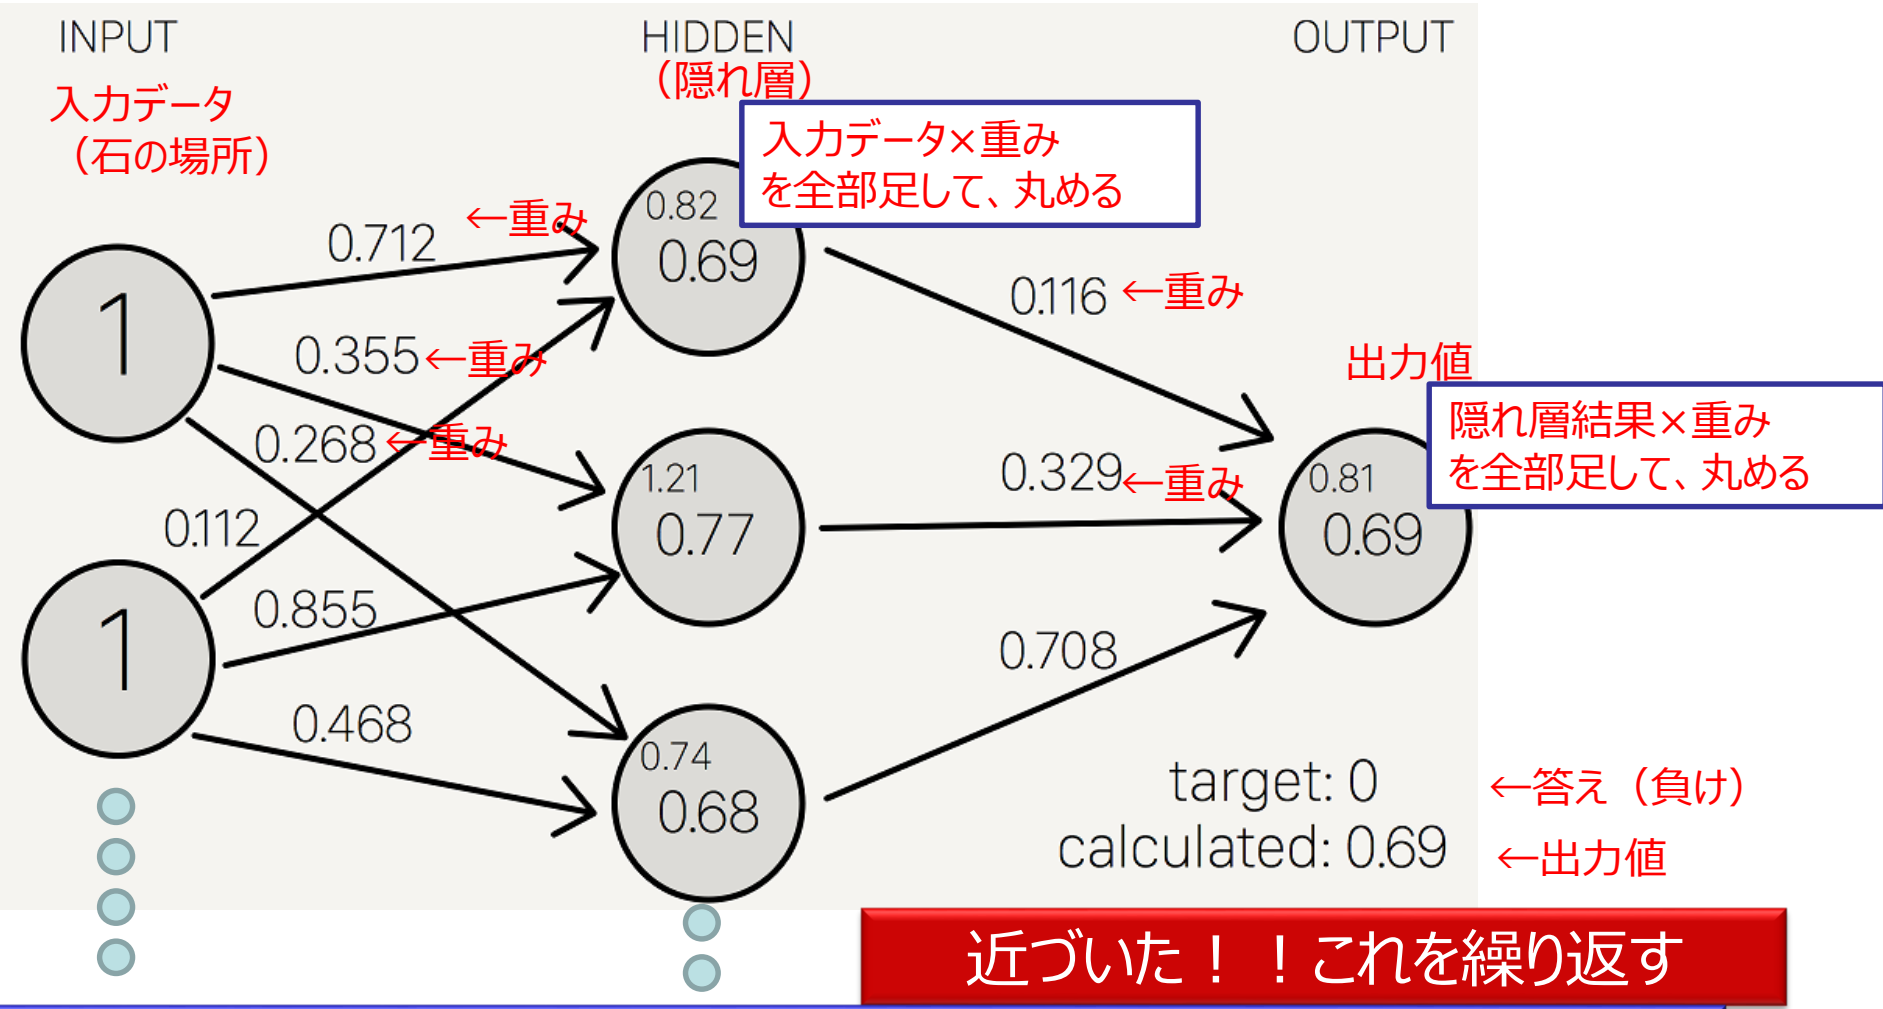 INPUT
HIDDEN
OUTPUT
(隠れ層)
入力データ
(石の場所)
入力データ×重み
を全部足して、丸める
0.82
0.69
0.712
←重み
1
0.355
←重み
0.116
←重み
出力値
隠れ層結果×重み
を全部足して、丸める
0.268
←重み
1.21
0.77
0.329
←重み
0.81
0.69
0.112
0.855
1
0.708
0.468
0.74
0.68
target: 0
←答え(負け)
calculated: 0.69
←出力値
近づいた!!これを繰り返す